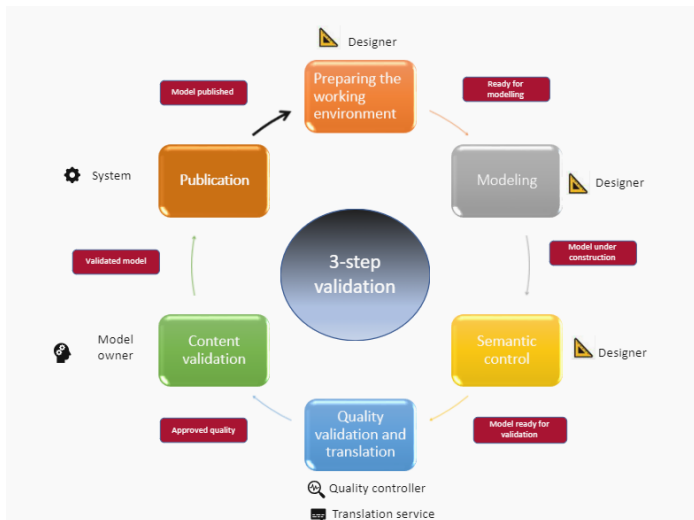 Designer
Preparing the
working
environment
Model published
Ready for
modelling
System
Publication
Modeling
Designer
3-step
validation
Validated model
Model under
construction
Model
owner
Content
validation
Semantic
control
Designer
Approved quality
Quality
validation and
translation
Model ready for
validation
Quality controller
Translation service